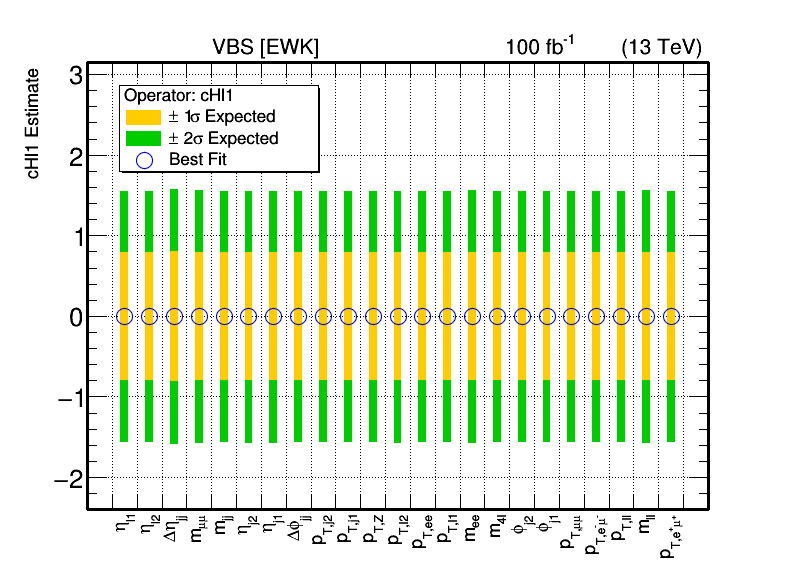 VBS [EWK] 100 fb-1 (13 TeV)
cHl1 Estimate
3
2
1
0
−1
−2
Operator: cHl1
± 1σ Expected
± 2σ Expected
Best Fit
ηl1 ηl2 Δηjj mμμ mjj ηj2 ηj1 Δφjj pT,j2 pT,j1 pT,Z pT,l2 pT,ee pT,l1 mee m4l φj2 φj1 pT,μμ pT,e-μ- pT,ll mll pT,e+μ+